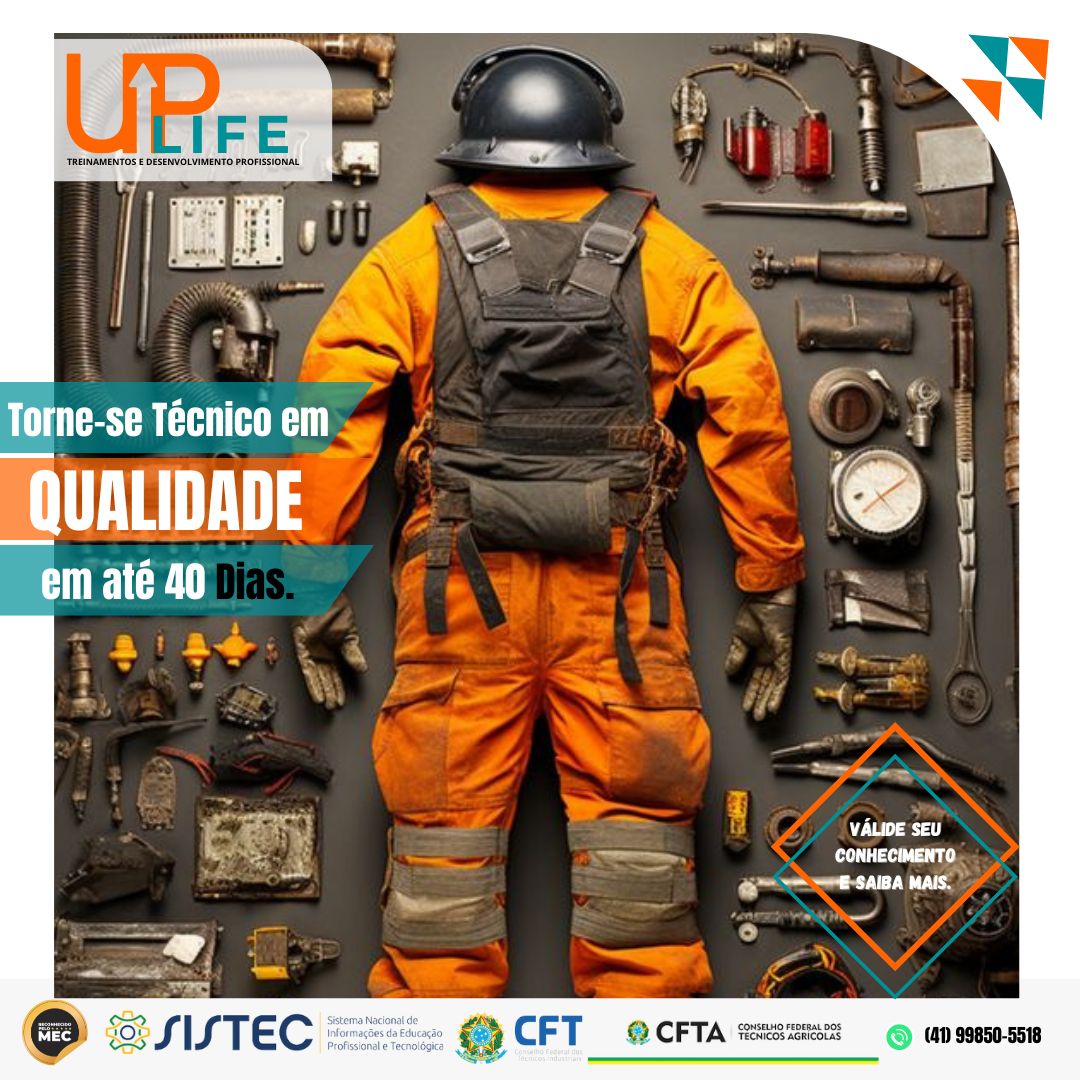 UP
LIFE
TREINAMENTOS E DESENVOLVIMENTO PROFISSIONAL
Torne-se Técnico em
QUALIDADE
em até 40 Dias.
VÁLIDE SEU
CONHECIMENTO
E SAIBA MAIS.
RECONHECIDO
PELO
MEC
SISTEC
Sistema Nacional de
Informações da Educação
Profissional e Tecnológica
CFT
Conselho Federal dos
Técnicos Industriais
CFTA
CONSELHO FEDERAL DOS
TÉCNICOS AGRICOLAS
(41) 99850-5518